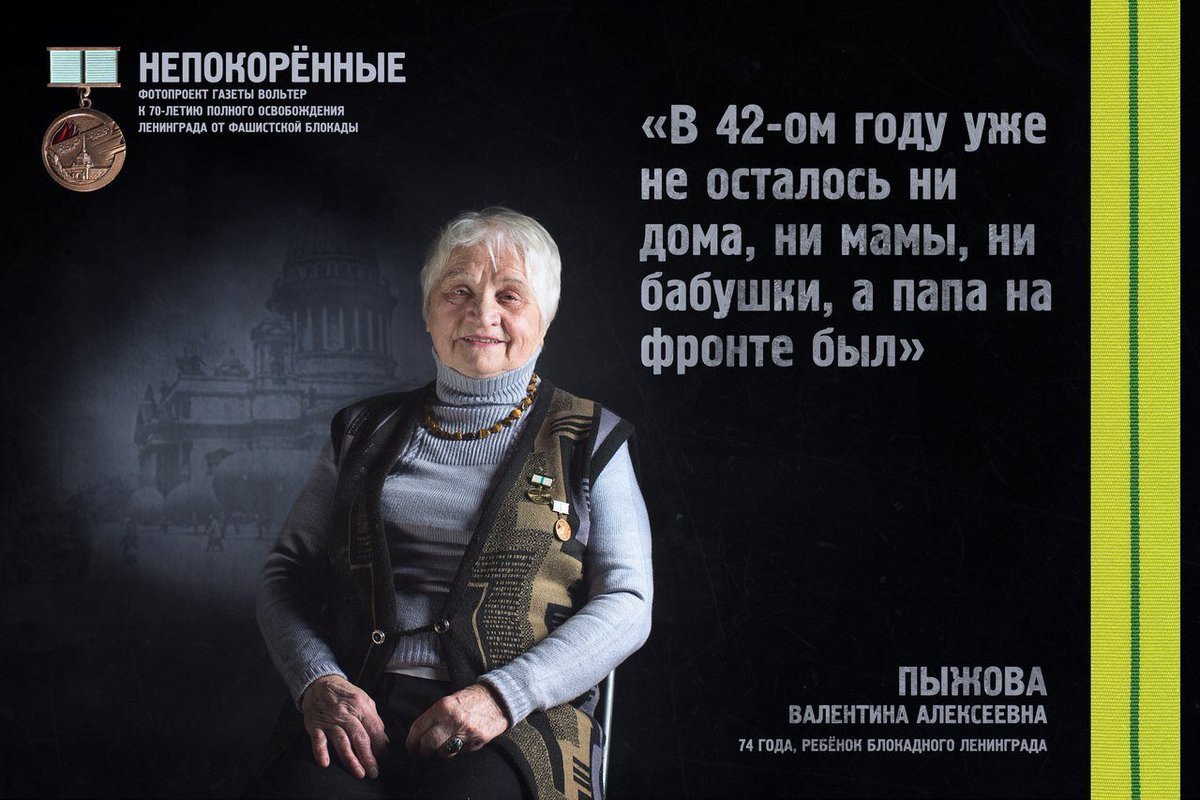 НЕПОКОРЁННЫЕ
ФОТОПРОЕКТ ГАЗЕТЫ ВОЛЬТЕР
К 70-ЛЕТИЮ ПОЛНОГО ОСВОБОЖДЕНИЯ
ЛЕНИНГРАДА ОТ ФАШИСТСКОЙ БЛОКАДЫ
«В 42-ом году уже
не осталось ни
дома, ни мамы, ни
бабушки, а папа на
фронте был»
ПЫЖОВА
ВАЛЕНТИНА АЛЕКСЕЕВНА
74 ГОДА, РЕБЁНОК БЛОКАДНОГО ЛЕНИНГРАДА